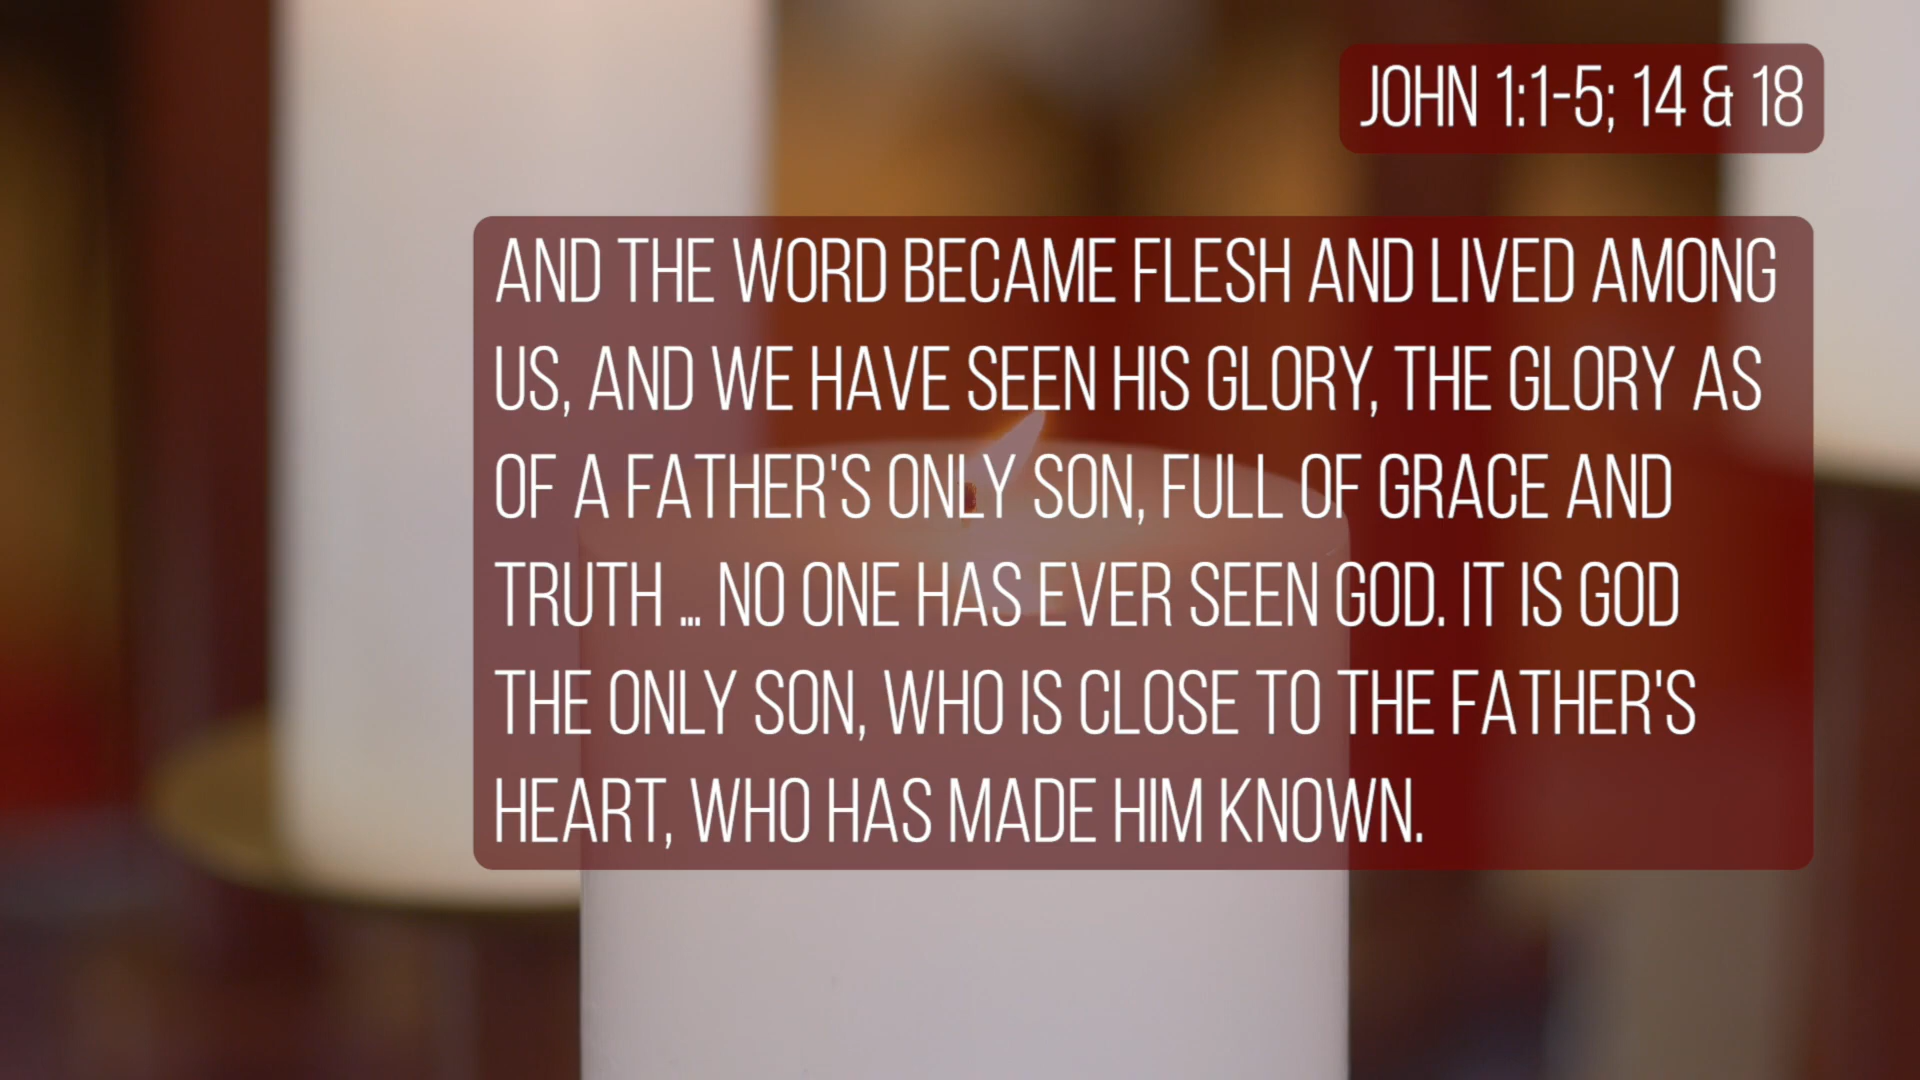 JOHN 1:1-5; 14 & 18
AND THE WORD BECAME FLESH AND LIVED AMONG
US, AND WE HAVE SEEN HIS GLORY, THE GLORY AS
OF A FATHER'S ONLY SON, FULL OF GRACE AND
TRUTH ... NO ONE HAS EVER SEEN GOD. IT IS GOD
THE ONLY SON, WHO IS CLOSE TO THE FATHER'S
HEART, WHO HAS MADE HIM KNOWN.